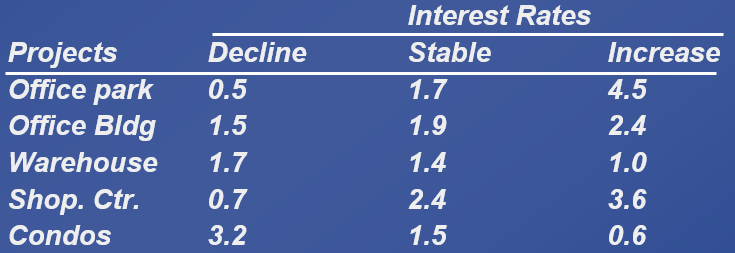 Interest Rates
Projects Decline Stable Increase
Office park 0.5 1.7 4.5
Office Bldg 1.5 1.9 2.4
Warehouse 1.7 1.4 1.0
Shop. Ctr. 0.7 2.4 3.6
Condos 3.2 1.5 0.6